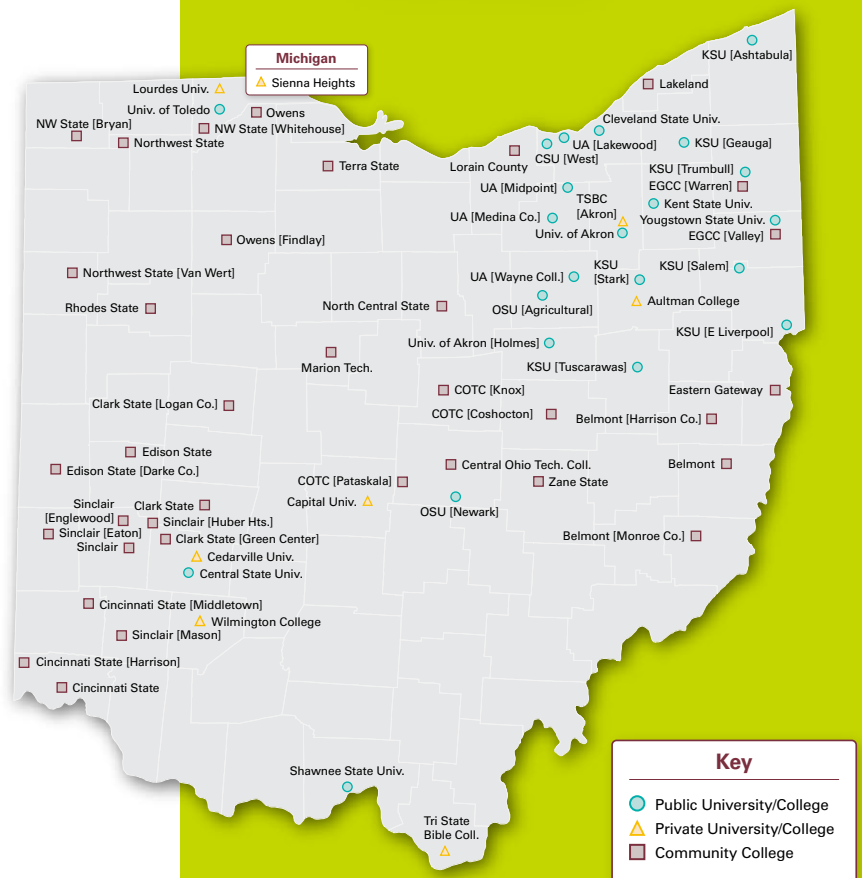 KSU [Ashtabula]
Michigan
Sienna Heights
Lourdes Univ.
Lakeland
Univ. of Toledo
Owens
NW State [Bryan]
NW State [Whitehouse]
Northwest State
Cleveland State Univ.
UA [Lakewood]
KSU [Geauga]
CSU [West]
Lorain County
Terra State
KSU [Trumbull]
EGCC [Warren]
UA [Midpoint]
TSBC
[Akron]
Kent State Univ.
UA [Medina Co.]
Yougstown State Univ.
Univ. of Akron
EGCC [Valley]
Owens [Findlay]
Northwest State [Van Wert]
UA [Wayne Coll.]
KSU
[Stark]
KSU [Salem]
Rhodes State
North Central State
OSU [Agricultural]
Aultman College
KSU [E Liverpool]
Univ. of Akron [Holmes]
Marion Tech.
KSU [Tuscarawas]
COTC [Knox]
Eastern Gateway
Clark State [Logan Co.]
COTC [Coshocton]
Belmont [Harrison Co.]
Edison State
Edison State [Darke Co.]
Central Ohio Tech. Coll.
Belmont
COTC [Pataskala]
Zane State
Capital Univ.
OSU [Newark]
Sinclair
[Englewood]
Clark State
Sinclair [Huber Hts.]
Sinclair [Eaton]
Clark State [Green Center]
Sinclair
Belmont [Monroe Co.]
Cedarville Univ.
Central State Univ.
Cincinnati State [Middletown]
Wilmington College
Sinclair [Mason]
Cincinnati State [Harrison]
Cincinnati State
Shawnee State Univ.
Tri State
Bible Coll.
Key
Public University/College
Private University/College
Community College